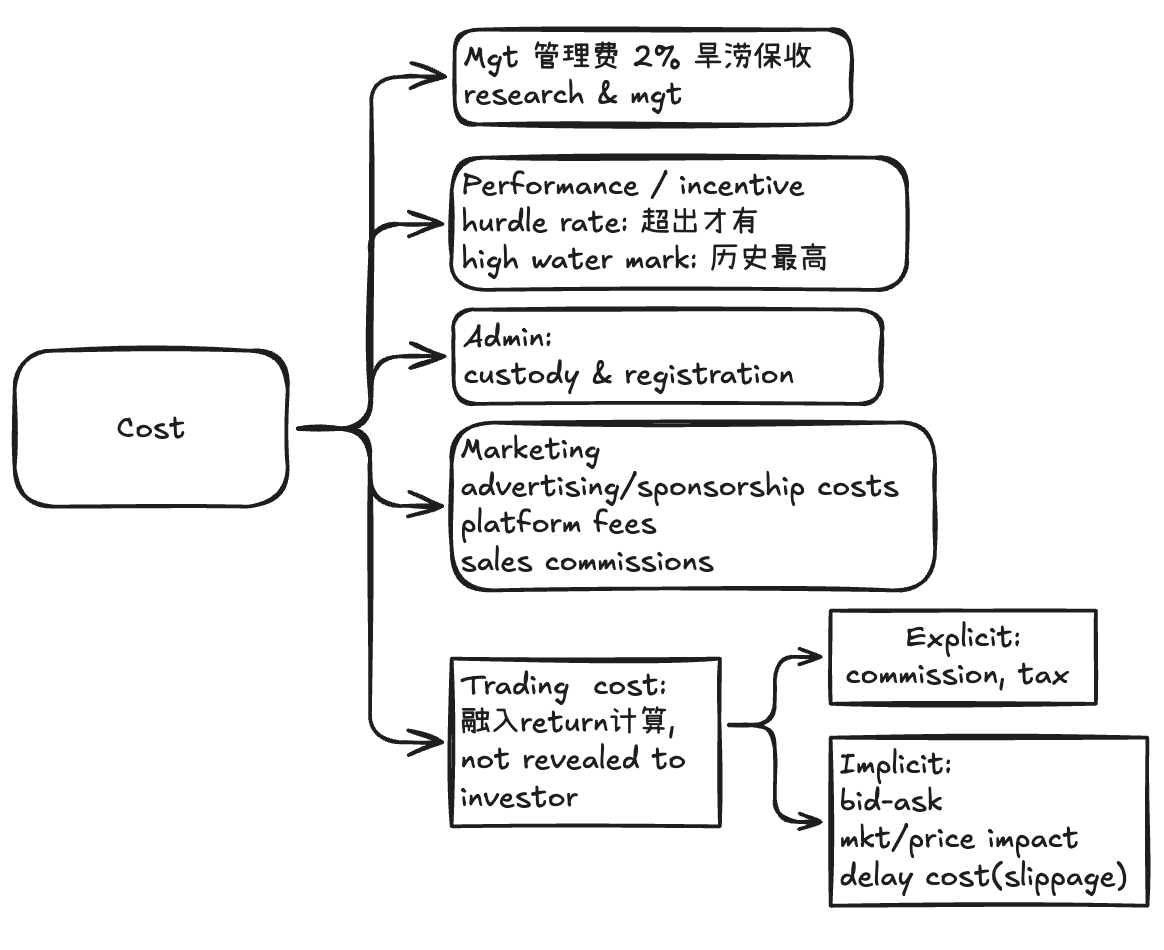 Mgt 管理费 2% 旱涝保收
research & mgt
Performance / incentive
hurdle rate: 超出才有
high water mark: 历史最高
Admin:
custody & registration
Cost
Marketing
advertising/sponsorship costs
platform fees
sales commissions
Trading cost:
融入return计算,
not revealed to
investor
Explicit:
commission, tax
Implicit:
bid-ask
mkt/price impact
delay cost(slippage)